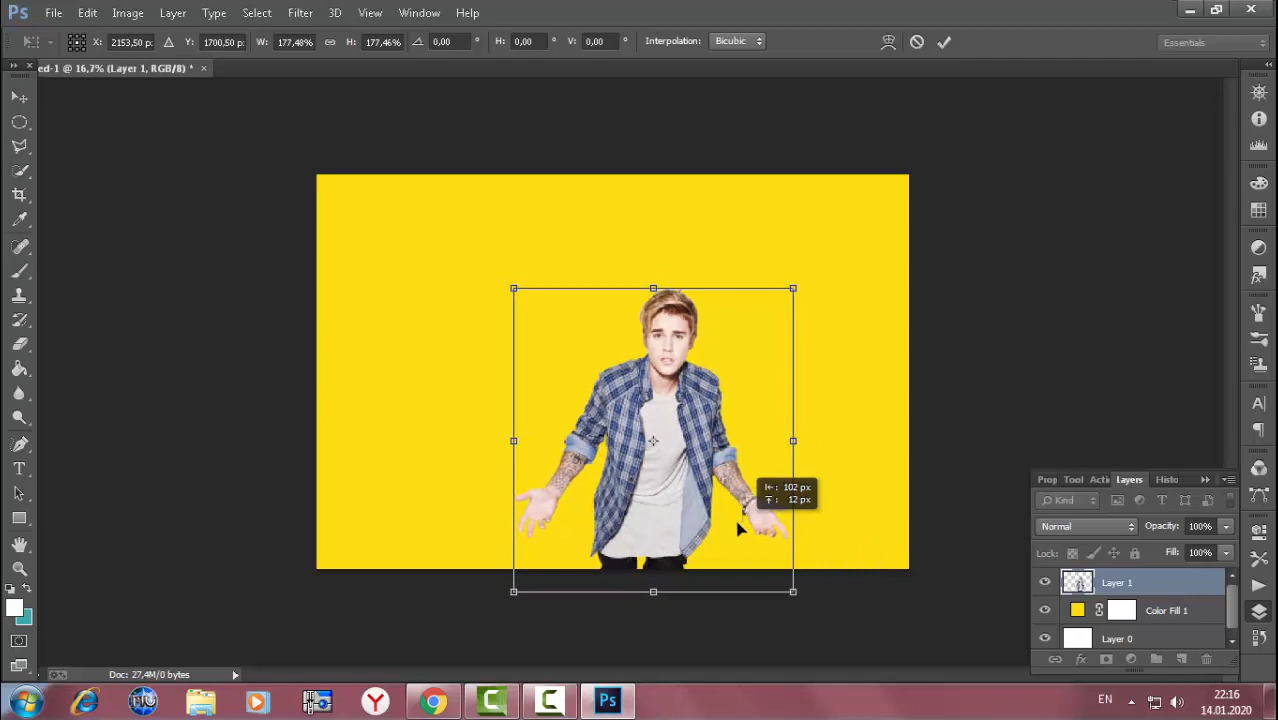 Ps File Edit Image Layer Type Select Filter 3D View Window Help
X: 2153,50 p: Y: 1700,50 p: W: 177,48% H: 177,46% 0,00 ° H: 0,00 V: 0,00 ° Interpolation: Bicubic Essentials
ed-1 @ 16,7% (Layer 1, RGB/8) * ×
102 px
12 px
Prop Tool Acti Layers Histo
Kind
Normal Opacity: 100%
Lock: Fill: 100%
Layer 1
Color Fill 1
Layer 0
fx
Doc: 27,4M/0 bytes
Ps EN 22:16
14.01.2020